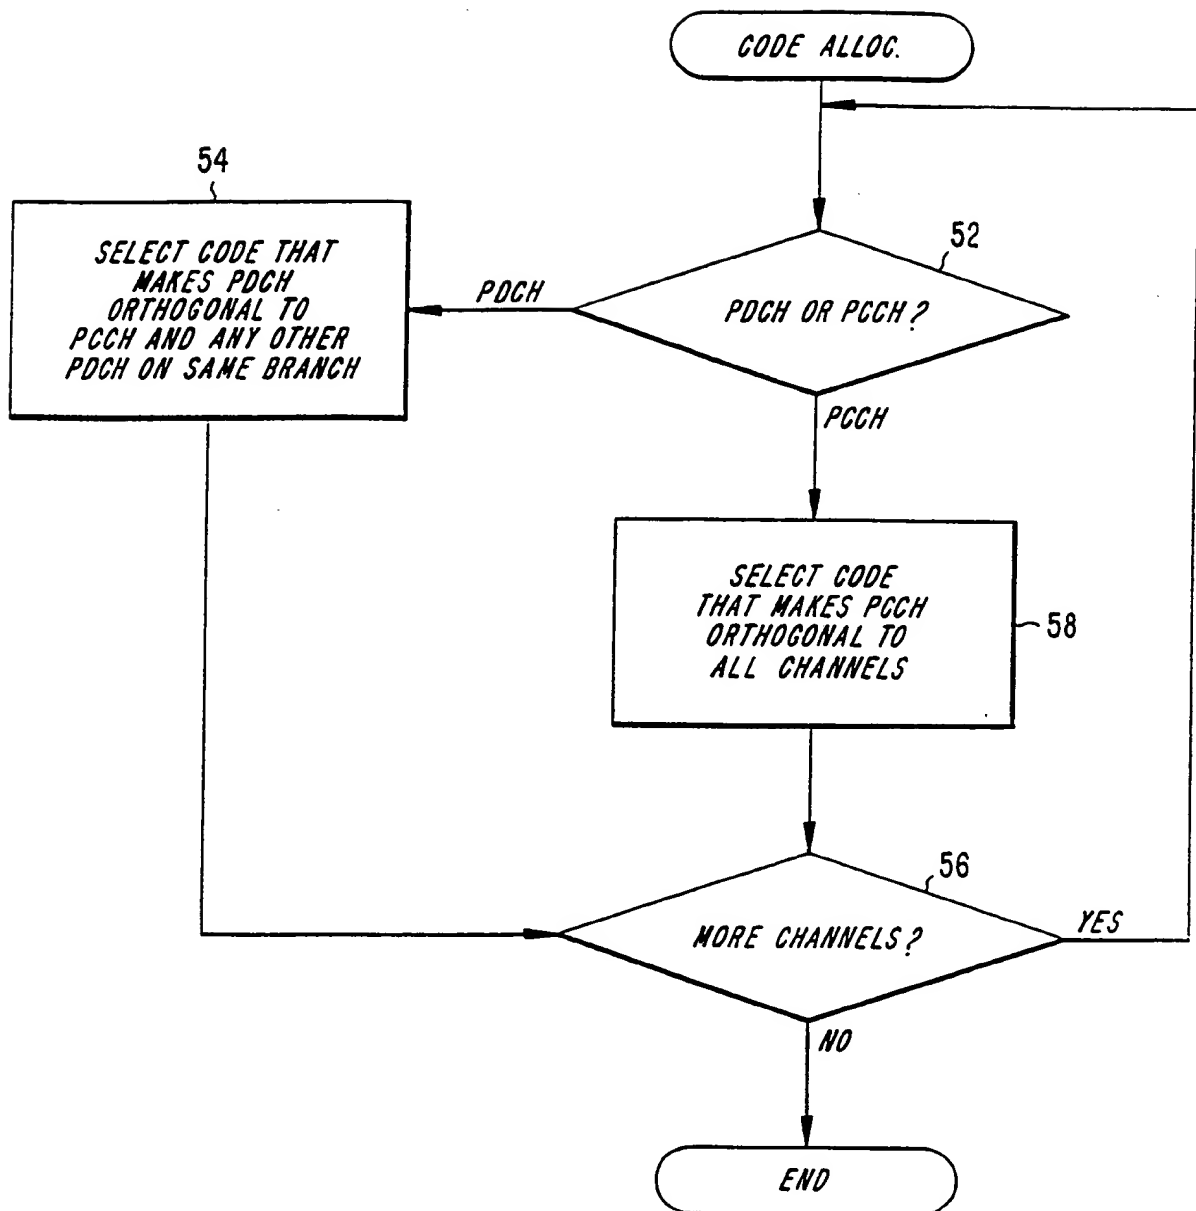 CODE ALLOC.
54
SELECT CODE THAT
MAKES PDCH
ORTHOGONAL TO
PCCH AND ANY OTHER
PDCH ON SAME BRANCH
PDCH
52
PDCH OR PCCH?
PCCH
SELECT CODE
THAT MAKES PCCH
ORTHOGONAL TO
ALL CHANNELS
58
56
MORE CHANNELS?
YES
NO
END